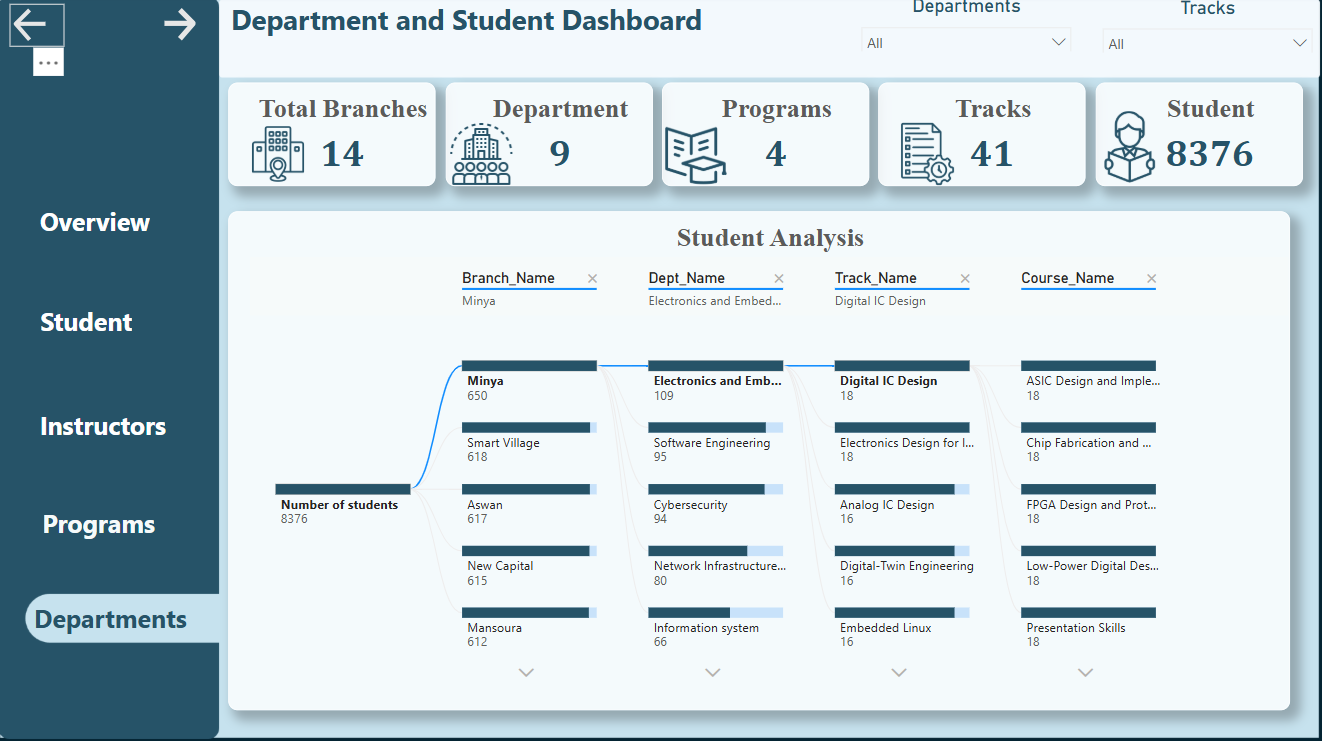 Department and Student Dashboard
Departments
All
Tracks
All
Total Branches
14
Department
9
Programs
4
Tracks
41
Student
8376
Overview
Student
Instructors
Programs
Departments
Student Analysis
Branch_Name
Minya
Dept_Name
Electronics and Embed...
Track_Name
Digital IC Design
Course_Name
Number of students
8376
Minya
650
Smart Village
618
Aswan
617
New Capital
615
Mansoura
612
Electronics and Emb...
109
Software Engineering
95
Cybersecurity
94
Network Infrastructure...
80
Information system
66
Digital IC Design
18
Electronics Design for I...
18
Analog IC Design
16
Digital-Twin Engineering
16
Embedded Linux
16
ASIC Design and Imple...
18
Chip Fabrication and ...
18
FPGA Design and Prot...
18
Low-Power Digital Des...
18
Presentation Skills
18